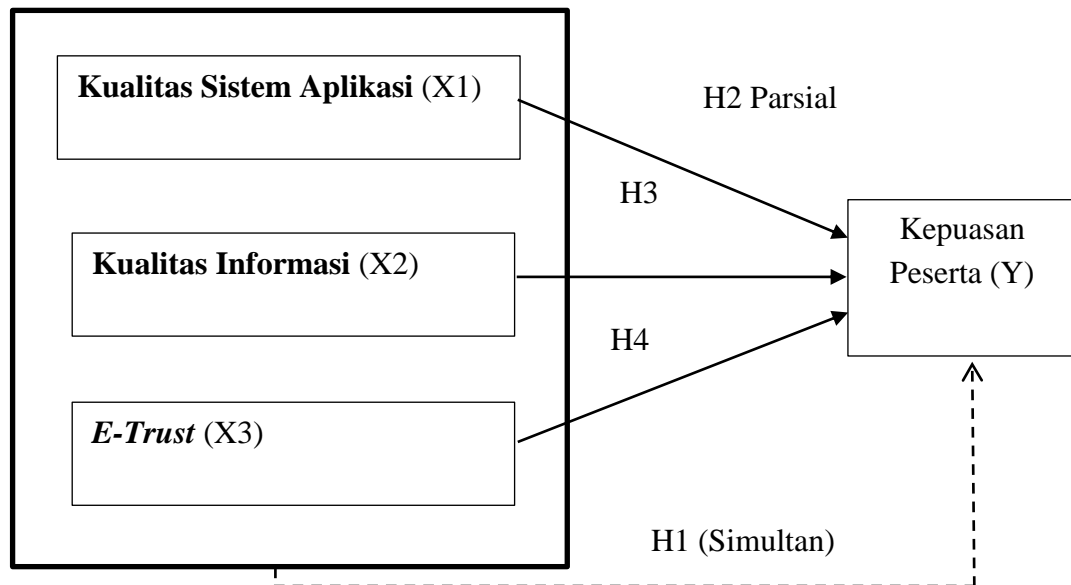 Kualitas Sistem Aplikasi (X1)
H2 Parsial
H3
Kualitas Informasi (X2)
Kepuasan
Peserta (Y)
H4
E-Trust (X3)
H1 (Simultan)